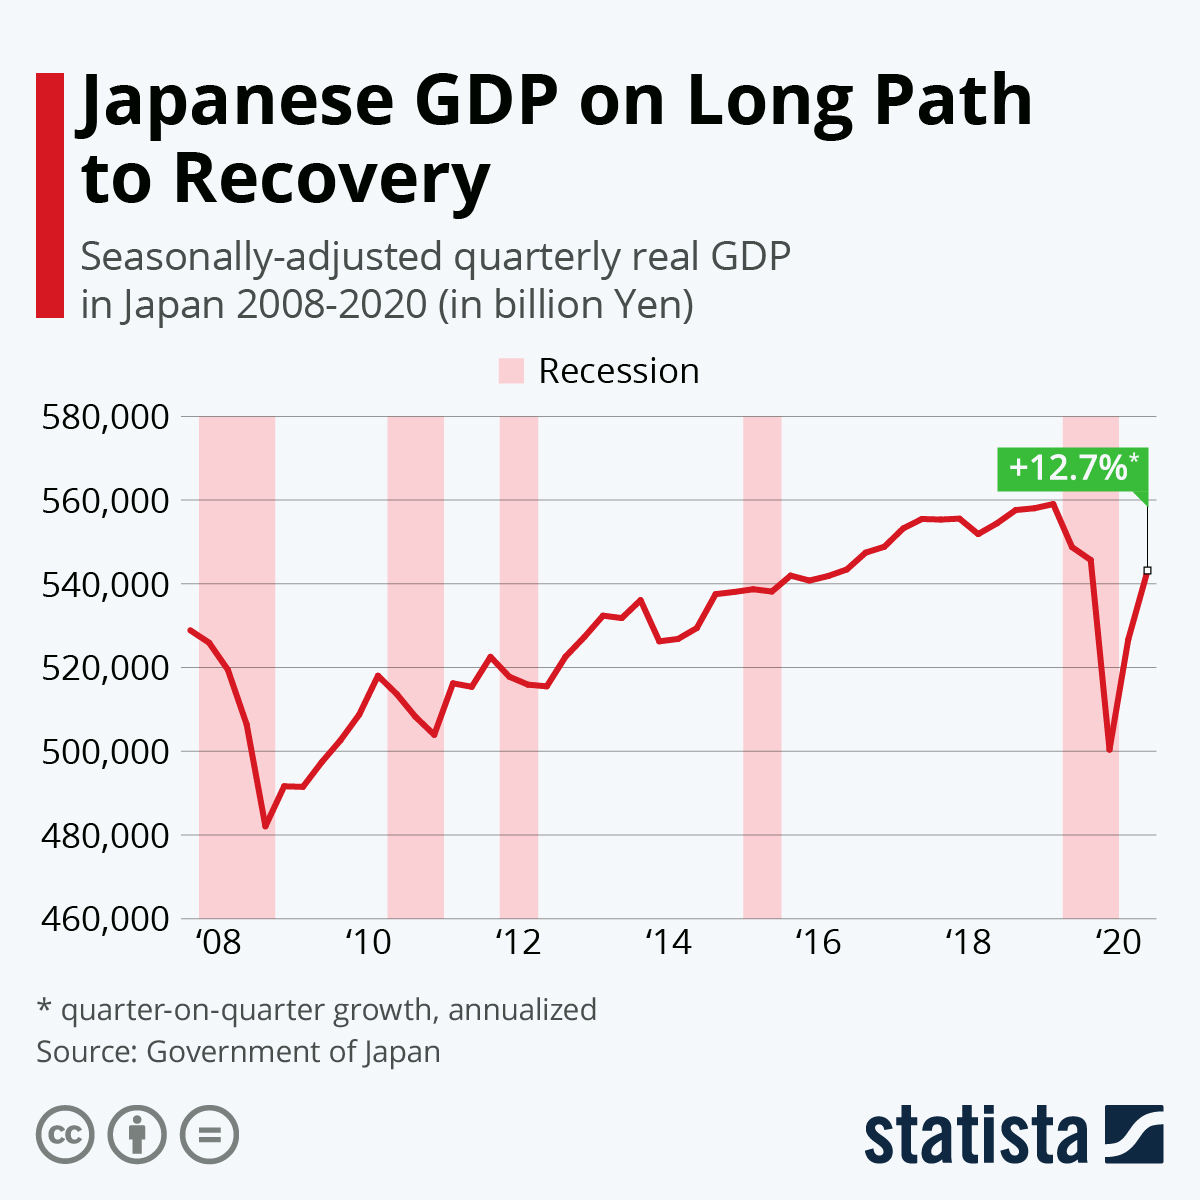 Japanese GDP on Long Path
to Recovery
Seasonally-adjusted quarterly real GDP
in Japan 2008-2020 (in billion Yen)
Recession
580,000
560,000
540,000
520,000
500,000
480,000
460,000
+12.7%*
‘08 ‘10 ‘12 ‘14 ‘16 ‘18 ‘20
* quarter-on-quarter growth, annualized
Source: Government of Japan
cc =
statista